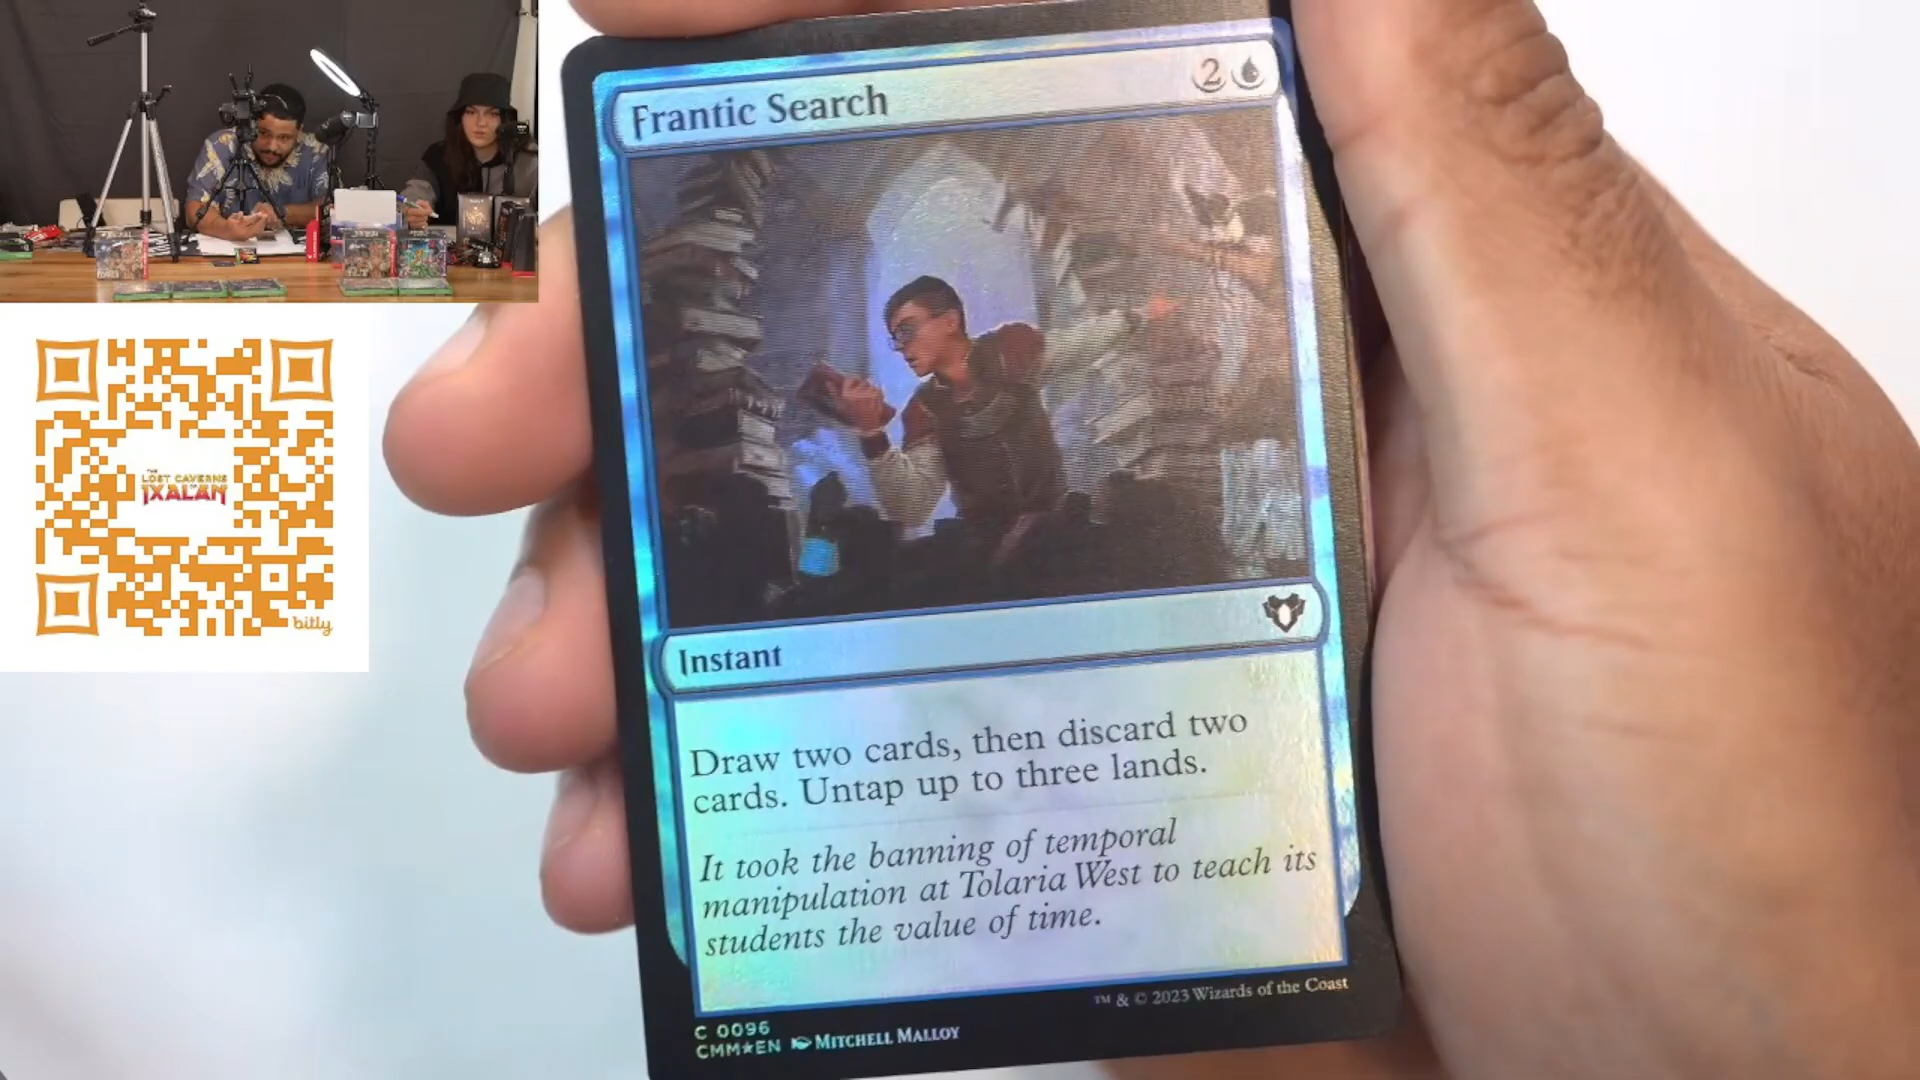 Frantic Search
2
Instant
Draw two cards, then discard two
cards. Untap up to three lands.
It took the banning of temporal
manipulation at Tolaria West to teach its
students the value of time.
™ & © 2023 Wizards of the Coast
C 0096
CMM★EN MITCHELL MALLOY
THE
LOST CAVERNS
OF
IXALAN
bitly